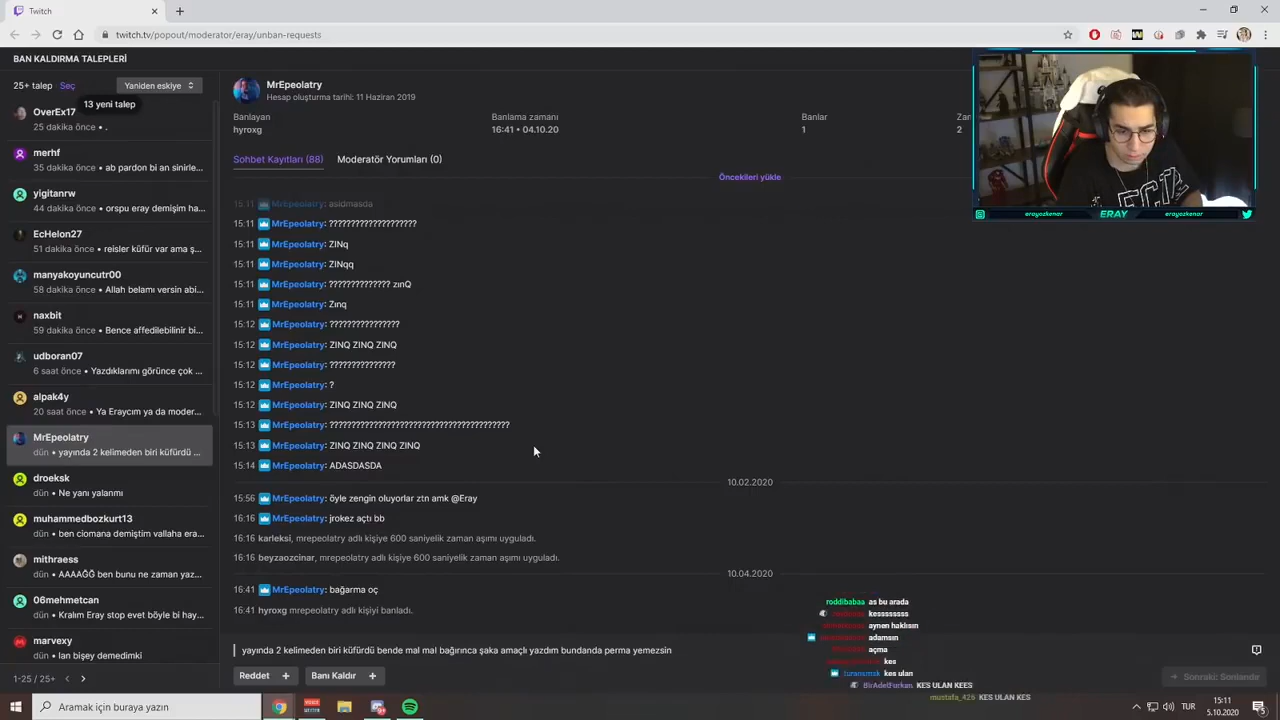 Twitch
twitch.tv/popout/moderator/eray/unban-requests
BAN KALDIRMA TALEPLERİ
25+ talep Seç Yeniden eskiye
13 yeni talep
OverEx17
25 dakika önce • .
merhf
35 dakika önce • ab pardon bi an sinirle...
yigitanrw
44 dakika önce • orspu eray demişim ha...
EcHelon27
51 dakika önce • reisler küfür var ama ş...
manyakoyuncutr00
58 dakika önce • Allah belamı versin abi...
naxbit
59 dakika önce • Bence affedilebilinir bi...
udboran07
6 saat önce • Yazdıklarımı görünce çok ...
alpak4y
20 saat önce • Ya Eraycım ya da moder...
MrEpeolatry
dün • yayında 2 kelimeden biri küfürdü ...
droeksk
dün • Ne yani yalanmı
muhammedbozkurt13
dün • ben ciomana demiştim vallaha era...
mithraess
dün • AAAAĞĞ ben bunu ne zaman yaz...
06mehmetcan
dün • Kralım Eray stop evet böyle bi hay...
marvexy
dün • lan bişey demedimki
1-25 / 25+
MrEpeolatry
Hesap oluşturma tarihi: 11 Haziran 2019
Banlayan
hyroxg
Banlama zamanı
16:41 • 04.10.20
Banlar
1
Zar
2
Sohbet Kayıtları (88) Moderatör Yorumları (0)
Öncekileri yükle
15:11 MrEpeolatry: asidmasda
15:11 MrEpeolatry: ????????????????????
15:11 MrEpeolatry: ZINq
15:11 MrEpeolatry: ZINqq
15:11 MrEpeolatry: ?????????????? zınQ
15:11 MrEpeolatry: Zınq
15:12 MrEpeolatry: ????????????????
15:12 MrEpeolatry: ZINQ ZINQ ZINQ
15:12 MrEpeolatry: ???????????????
15:12 MrEpeolatry: ?
15:12 MrEpeolatry: ZINQ ZINQ ZINQ
15:13 MrEpeolatry: ?????????????????????????????????????????
15:13 MrEpeolatry: ZINQ ZINQ ZINQ ZINQ
15:14 MrEpeolatry: ADASDASDA
10.02.2020
15:56 MrEpeolatry: öyle zengin oluyorlar ztn amk @Eray
16:16 MrEpeolatry: jrokez açtı bb
16:16 karleksi, mrepeolatry adlı kişiye 600 saniyelik zaman aşımı uyguladı.
16:16 beyzaozcinar, mrepeolatry adlı kişiye 600 saniyelik zaman aşımı uyguladı.
10.04.2020
16:41 MrEpeolatry: bağarma oç
16:41 hyroxg mrepeolatry adlı kişiyi banladı.
yayında 2 kelimeden biri küfürdü bende mal mal bağırınca şaka amaçlı yazdım bundanda perma yemezsin
Reddet + Banı Kaldır +
Sonraki: Sonlandır
erayozkenar ERAY erayozkenar
roddibabaa as bu arada
kesssssss
aynen haklısın
adamsın
açma
kes
turansmsk kes ulan
BirAdetFurkan KES ULAN KEES
mustafa_426 KES ULAN KES
Aramak için buraya yazın
TUR
15:11
5.10.2020